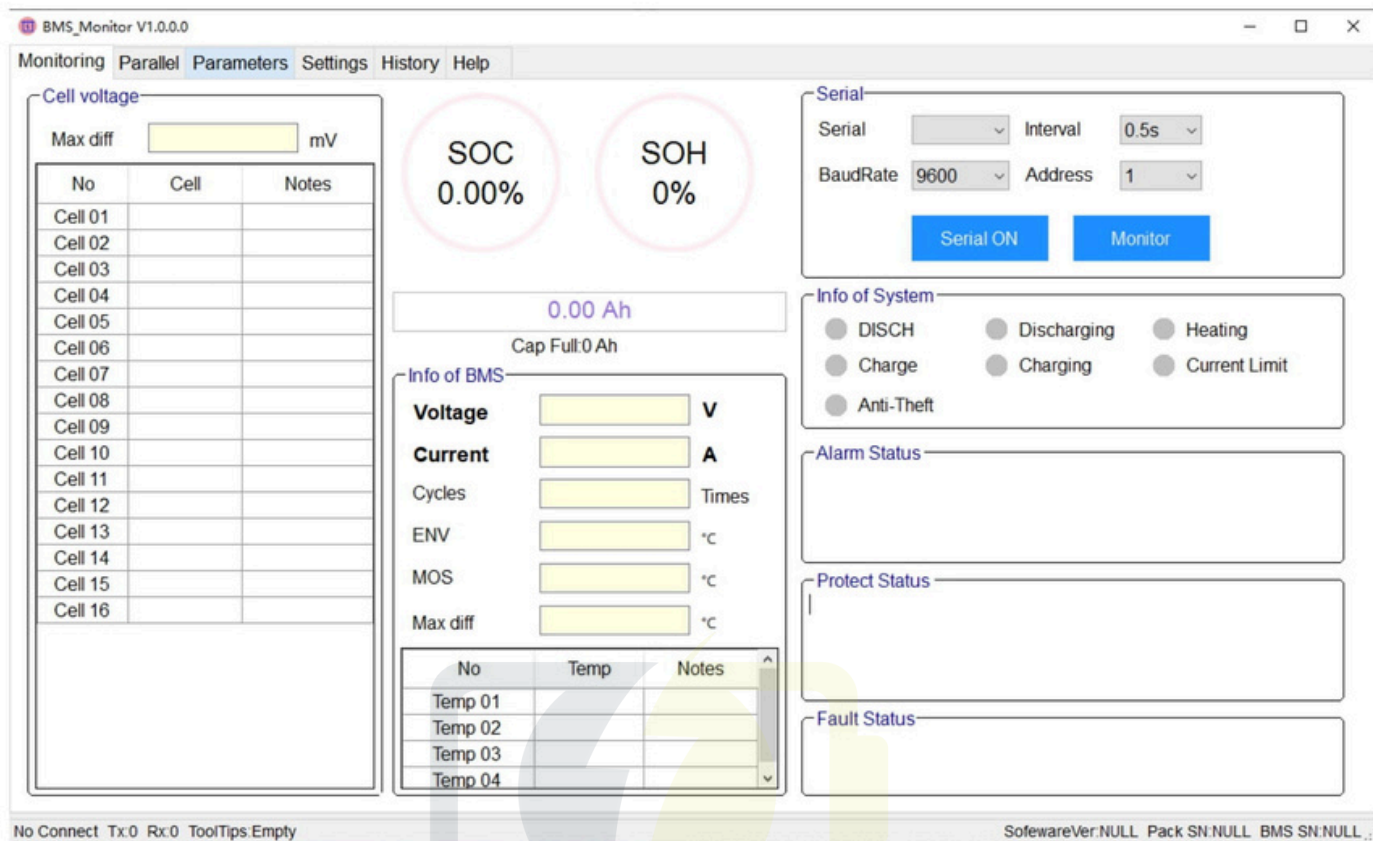 BMS_Monitor V1.0.0.0
Monitoring Parallel Parameters Settings History Help
Cell voltage
Max diff mV
No Cell Notes
Cell 01
Cell 02
Cell 03
Cell 04
Cell 05
Cell 06
Cell 07
Cell 08
Cell 09
Cell 10
Cell 11
Cell 12
Cell 13
Cell 14
Cell 15
Cell 16
SOC
0.00%
SOH
0%
0.00 Ah
Cap Full:0 Ah
Info of BMS
Voltage V
Current A
Cycles Times
ENV °C
MOS °C
Max diff °C
No Temp Notes
Temp 01
Temp 02
Temp 03
Temp 04
Serial
Serial Interval 0.5s
BaudRate 9600 Address 1
Serial ON Monitor
Info of System
DISCH Discharging Heating
Charge Charging Current Limit
Anti-Theft
Alarm Status
Protect Status
Fault Status
No Connect Tx:0 Rx:0 ToolTips:Empty
SofewareVer:NULL Pack SN:NULL BMS SN:NULL